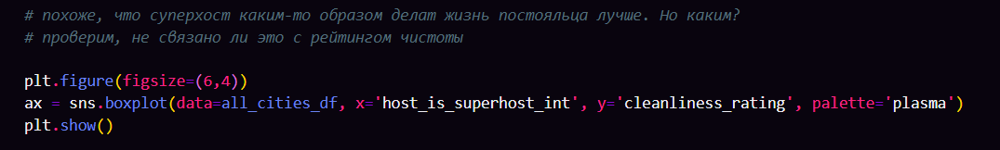 # похоже, что суперхост каким-то образом делат жизнь постояльца лучше. Но каким?
# проверим, не связано ли это с рейтингом чистоты
plt.figure(figsize=(6,4))
ax = sns.boxplot(data=all_cities_df, x='host_is_superhost_int', y='cleanliness_rating', palette='plasma')
plt.show()